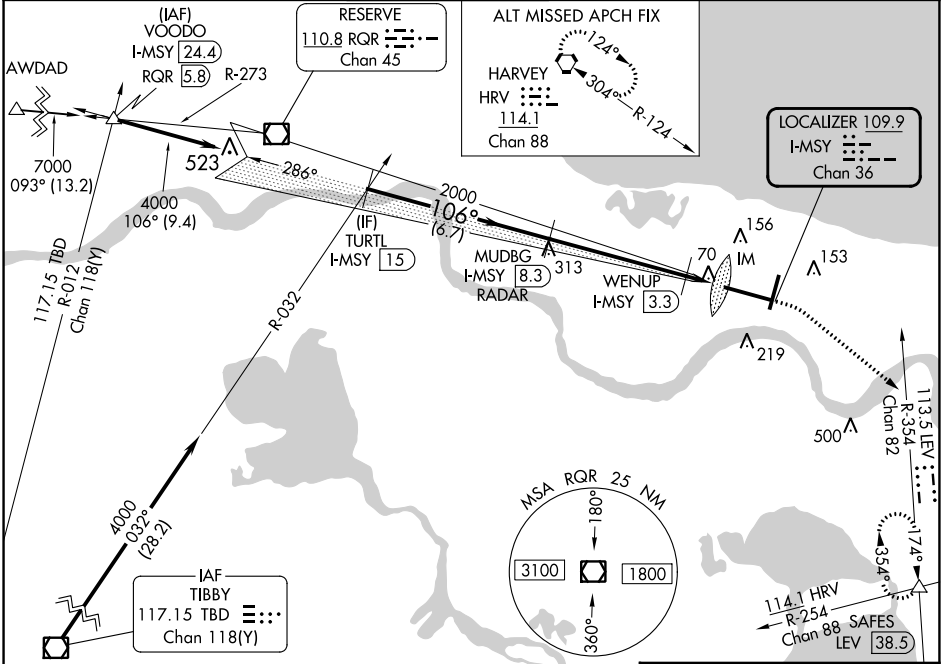 (IAF)
VOODO
I-MSY 24.4
RQR 5.8
RESERVE
110.8 RQR
Chan 45
R-273
AWDAD
7000
093° (13.2)
4000
106° (9.4)
523
286°
2000
106°
(6.7)
(IF)
TURTL
I-MSY 15
MUDBG
I-MSY 8.3
RADAR
313
WENUP
I-MSY 3.3
70
IM
156
153
219
500
ALT MISSED APCH FIX
HARVEY
HRV
114.1
Chan 88
124°
304°
R-124
LOCALIZER 109.9
I-MSY
Chan 36
117.15 TBD
R-012
Chan 118(Y)
R-032
4000
032°
(28.2)
IAF
TIBBY
117.15 TBD
Chan 118(Y)
MSA RQR 25 NM
180°
3100
1800
360°
113.5 LEV
R-354
Chan 82
174°
354°
114.1 HRV
R-254
Chan 88
SAFES
LEV 38.5